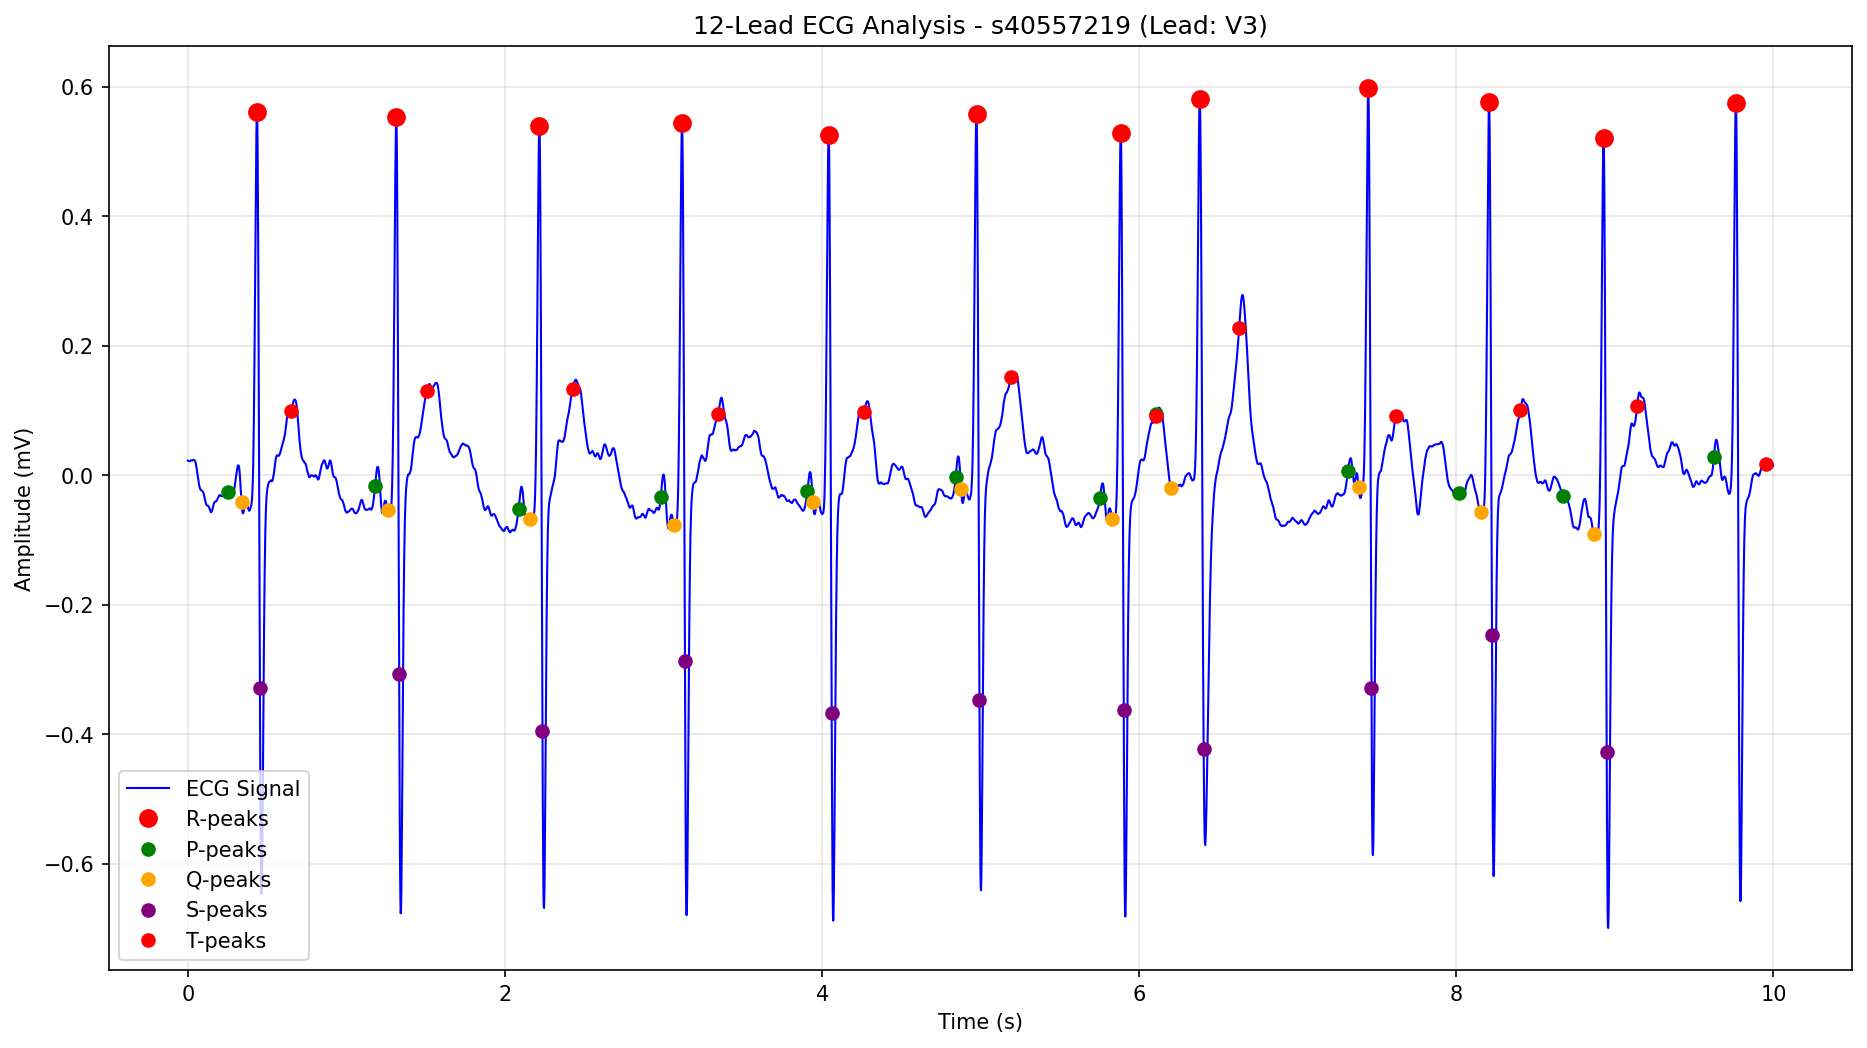 12-Lead ECG Analysis - s40557219 (Lead: V3)
Amplitude (mV)
0.6
0.4
0.2
0.0
−0.2
−0.4
−0.6
ECG Signal
R-peaks
P-peaks
Q-peaks
S-peaks
T-peaks
0 2 4 6 8 10
Time (s)